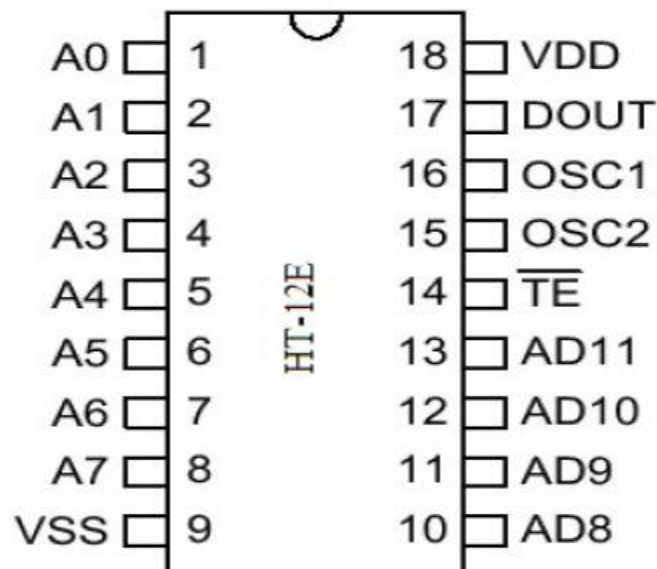 A0 1 18 VDD
A1 2 17 DOUT
A2 3 16 OSC1
A3 4 15 OSC2
A4 5 14 T̅E̅
A5 6 13 AD11
A6 7 12 AD10
A7 8 11 AD9
VSS 9 10 AD8
HT-12E